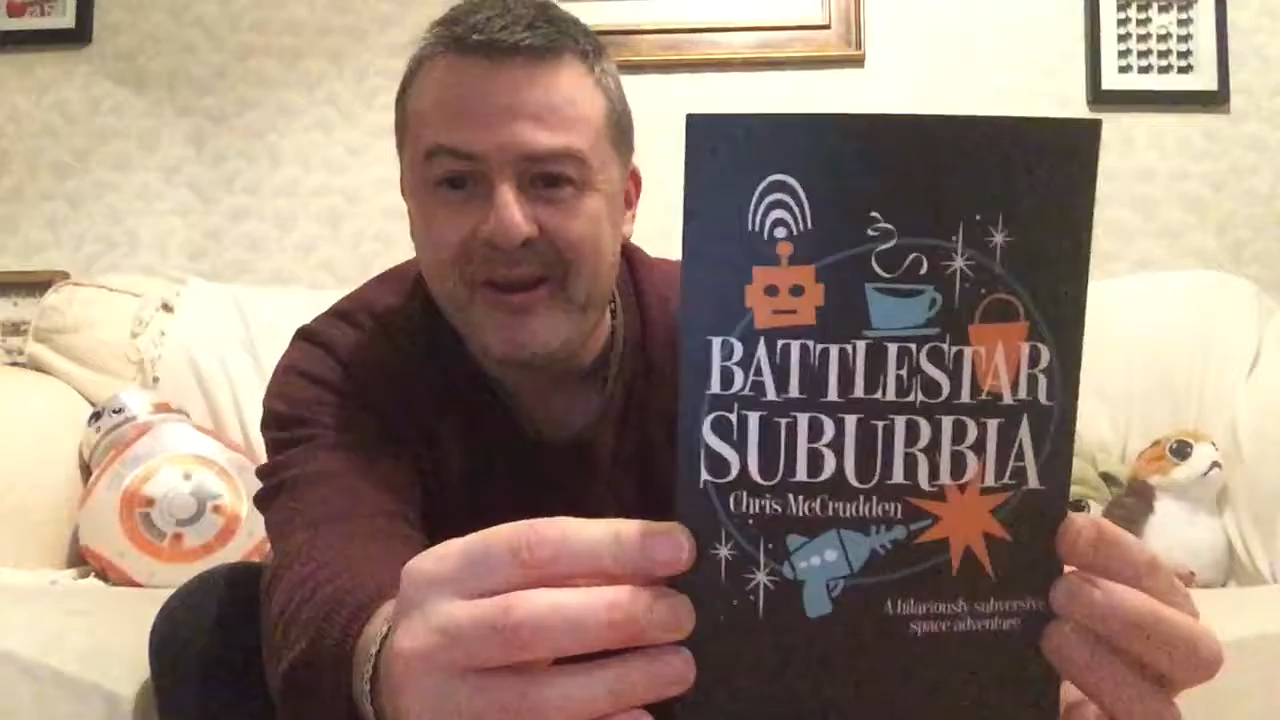 BATTLESTAR
SUBURBIA
Chris McCrudden
A hilariously subversive
space adventure